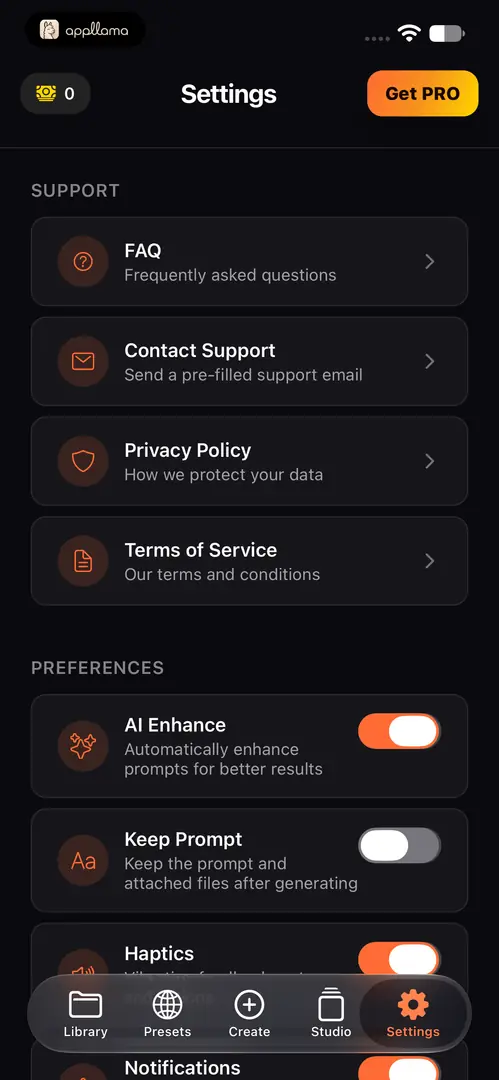 appllama
0
Settings
Get PRO
SUPPORT
FAQ
Frequently asked questions
Contact Support
Send a pre-filled support email
Privacy Policy
How we protect your data
Terms of Service
Our terms and conditions
PREFERENCES
AI Enhance
Automatically enhance
prompts for better results
Aa
Keep Prompt
Keep the prompt and
attached files after generating
Haptics
Library
Presets
Create
Studio
Settings
Notifications